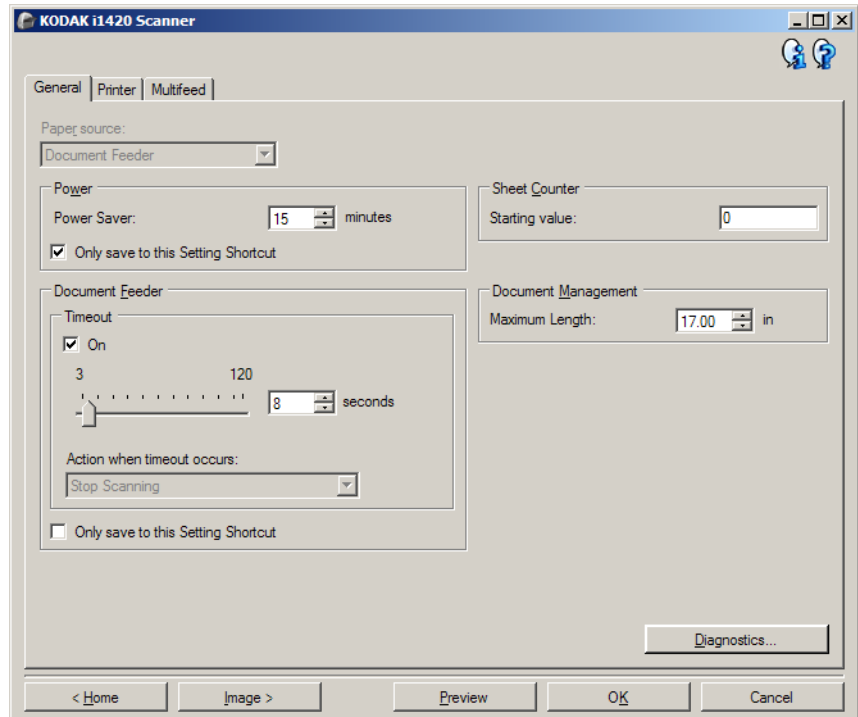 KODAK i1420 Scanner
General Printer Multifeed
Paper source:
Document Feeder
Power
Power Saver: 15 minutes
Only save to this Setting Shortcut
Sheet Counter
Starting value: 0
Document Feeder
Timeout
On
3 120
8 seconds
Action when timeout occurs:
Stop Scanning
Only save to this Setting Shortcut
Document Management
Maximum Length: 17.00 in
Diagnostics...
< Home Image > Preview OK Cancel